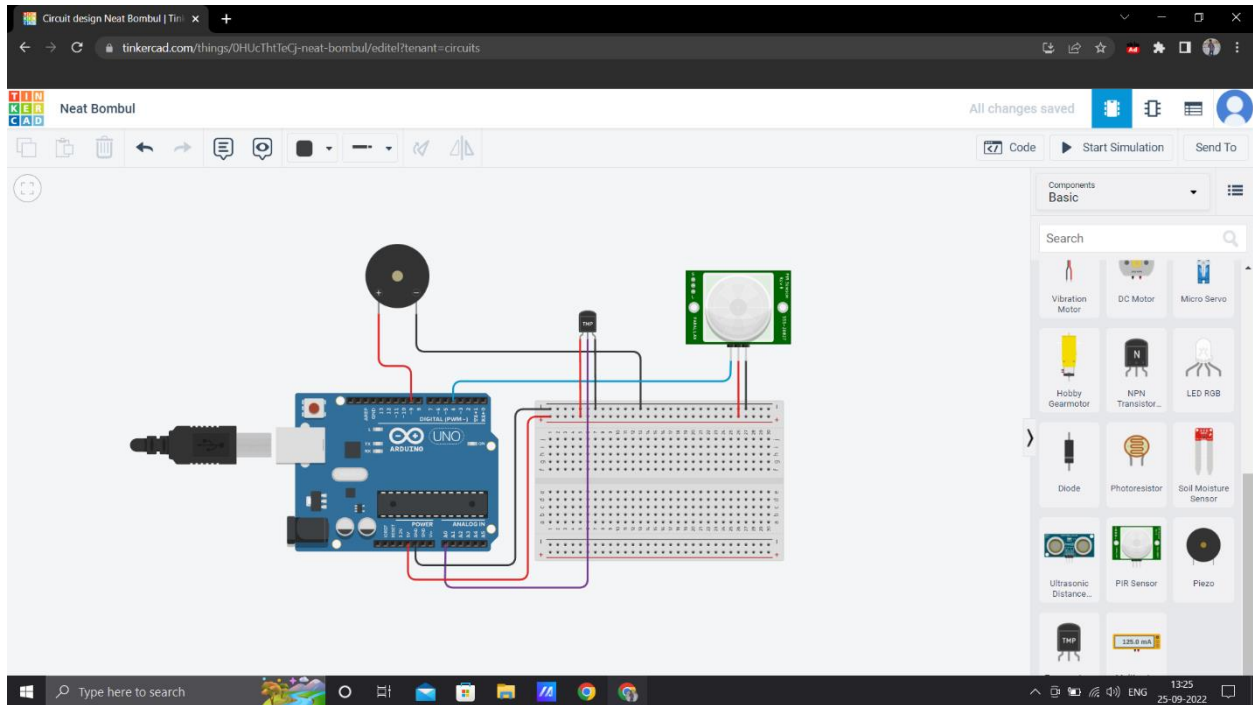 Circuit design Neat Bombul | Tin
tinkercad.com/things/0HUcThtTeCj-neat-bombul/editel?tenant=circuits
TIN
KER
CAD
Neat Bombul
All changes saved
Code
Start Simulation
Send To
Components
Basic
Search
Vibration
Motor
DC Motor
Micro Servo
Hobby
Gearmotor
N
NPN
Transistor...
LED RGB
Diode
Photoresistor
Soil Moisture
Sensor
Ultrasonic
Distance...
PIR Sensor
Piezo
TMP
125.0 mA
+
-
TMP
DIGITAL (PWM~)
UNO
ARDUINO
POWER
ANALOG IN
Type here to search
ENG
13:25
25-09-2022